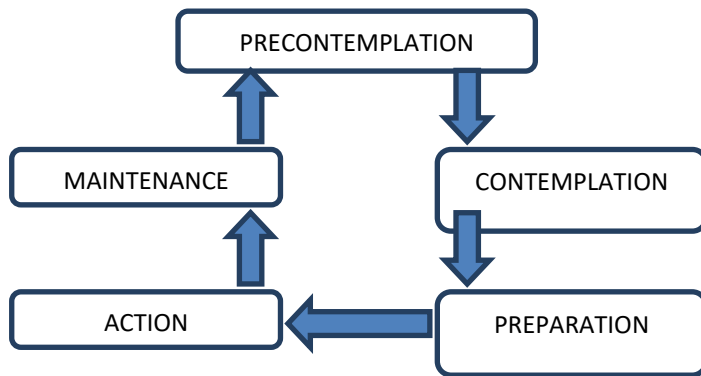 PRECONTEMPLATION
MAINTENANCE
CONTEMPLATION
ACTION
PREPARATION